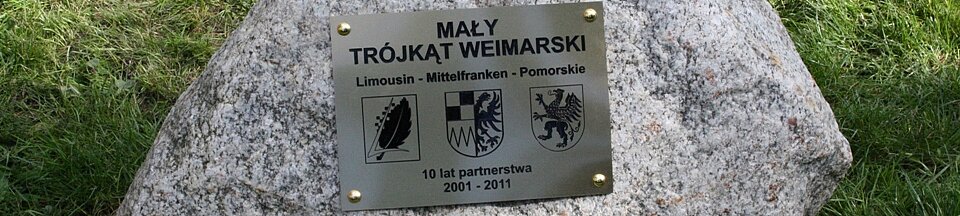 MAŁY
TRÓJKĄT WEIMARSKI
Limousin - Mittelfranken - Pomorskie
10 lat partnerstwa
2001 - 2011